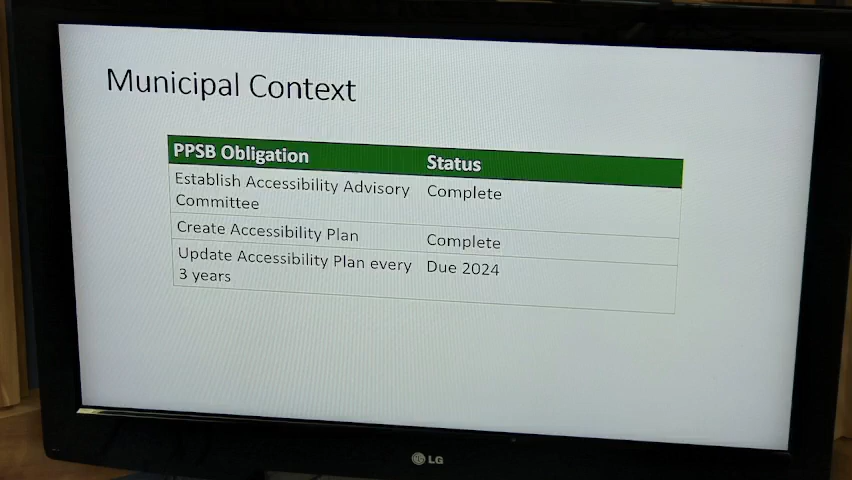 Municipal Context
PPSB Obligation Status
Establish Accessibility Advisory Complete
Committee
Create Accessibility Plan Complete
Update Accessibility Plan every Due 2024
3 years
LG